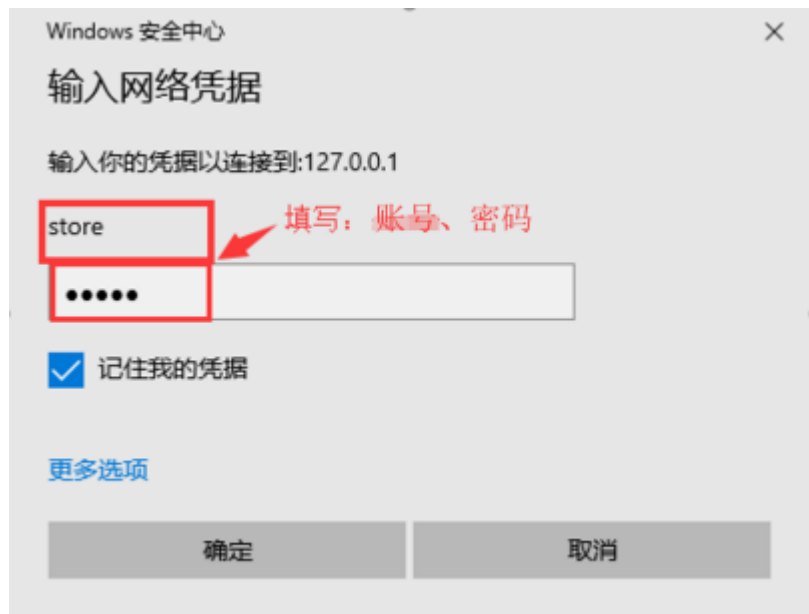 Windows 安全中心
输入网络凭据
输入你的凭据以连接到:127.0.0.1
store
填写：账号、密码
•••••
记住我的凭据
更多选项
确定
取消